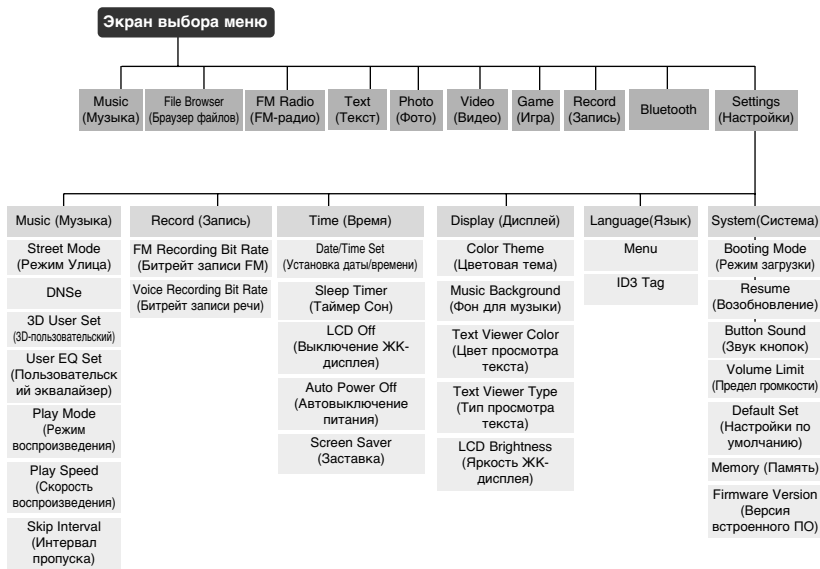 Экран выбора меню
Music
(Музыка)
File Browser
(Браузер файлов)
FM Radio
(FM-радио)
Text
(Текст)
Photo
(Фото)
Video
(Видео)
Game
(Игра)
Record
(Запись)
Bluetooth
Settings
(Настройки)
Music (Музыка)
Street Mode
(Режим Улица)
DNSe
3D User Set
(3D-пользовательский)
User EQ Set
(Пользовательск
ий эквалайзер)
Play Mode
(Режим
воспроизведения)
Play Speed
(Скорость
воспроизведения)
Skip Interval
(Интервал
пропуска)
Record (Запись)
FM Recording Bit Rate
(Битрейт записи FM)
Voice Recording Bit Rate
(Битрейт записи речи)
Time (Время)
Date/Time Set
(Установка даты/времени)
Sleep Timer
(Таймер Сон)
LCD Off
(Выключение ЖК-
дисплея)
Auto Power Off
(Автовыключение
питания)
Screen Saver
(Заставка)
Display (Дисплей)
Color Theme
(Цветовая тема)
Music Background
(Фон для музыки)
Text Viewer Color
(Цвет просмотра
текста)
Text Viewer Type
(Тип просмотра
текста)
LCD Brightness
(Яркость ЖК-
дисплея)
Language(Язык)
Menu
ID3 Tag
System(Система)
Booting Mode
(Режим загрузки)
Resume
(Возобновление)
Button Sound
(Звук кнопок)
Volume Limit
(Предел громкости)
Default Set
(Настройки по
умолчанию)
Memory (Память)
Firmware Version
(Версия
встроенного ПО)